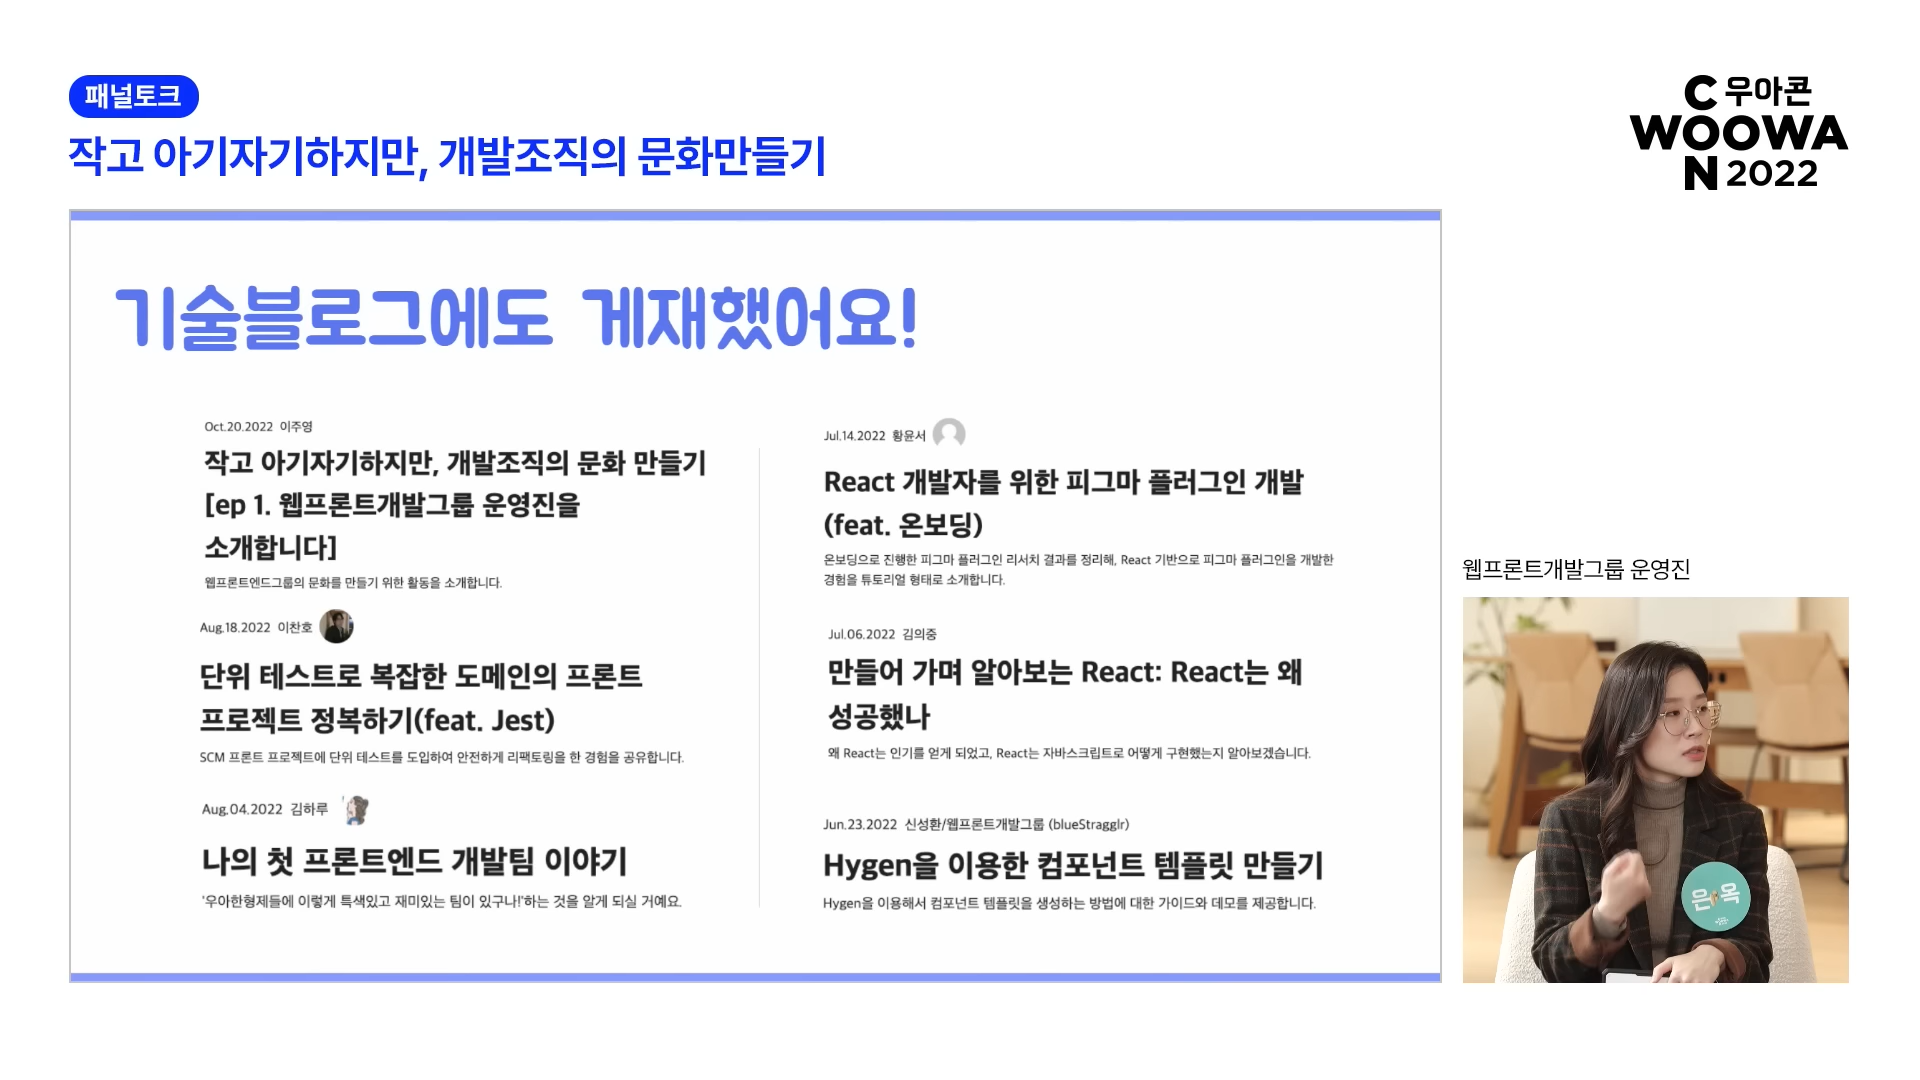 패널토크
작고 아기자기하지만, 개발조직의 문화만들기
C 우아콘
WOOWA
N 2022
기술블로그에도 게재했어요!
Oct.20.2022 이주영
작고 아기자기하지만, 개발조직의 문화 만들기
[ep 1. 웹프론트개발그룹 운영진을
소개합니다]
웹프론트엔드그룹의 문화를 만들기 위한 활동을 소개합니다.
Aug.18.2022 이찬호
단위 테스트로 복잡한 도메인의 프론트
프로젝트 정복하기(feat. Jest)
SCM 프론트 프로젝트에 단위 테스트를 도입하여 안전하게 리팩토링을 한 경험을 공유합니다.
Aug.04.2022 김하루
나의 첫 프론트엔드 개발팀 이야기
'우아한형제들에 이렇게 특색있고 재미있는 팀이 있구나!'하는 것을 알게 되실 거예요.
Jul.14.2022 황윤서
React 개발자를 위한 피그마 플러그인 개발
(feat. 온보딩)
온보딩으로 진행한 피그마 플러그인 리서치 결과를 정리해, React 기반으로 피그마 플러그인을 개발한
경험을 튜토리얼 형태로 소개합니다.
Jul.06.2022 김의중
만들어 가며 알아보는 React: React는 왜
성공했나
왜 React는 인기를 얻게 되었고, React는 자바스크립트로 어떻게 구현했는지 알아보겠습니다.
Jun.23.2022 신성환/웹프론트개발그룹 (blueStragglr)
Hygen을 이용한 컴포넌트 템플릿 만들기
Hygen을 이용해서 컴포넌트 템플릿을 생성하는 방법에 대한 가이드와 데모를 제공합니다.
웹프론트개발그룹 운영진
은옥